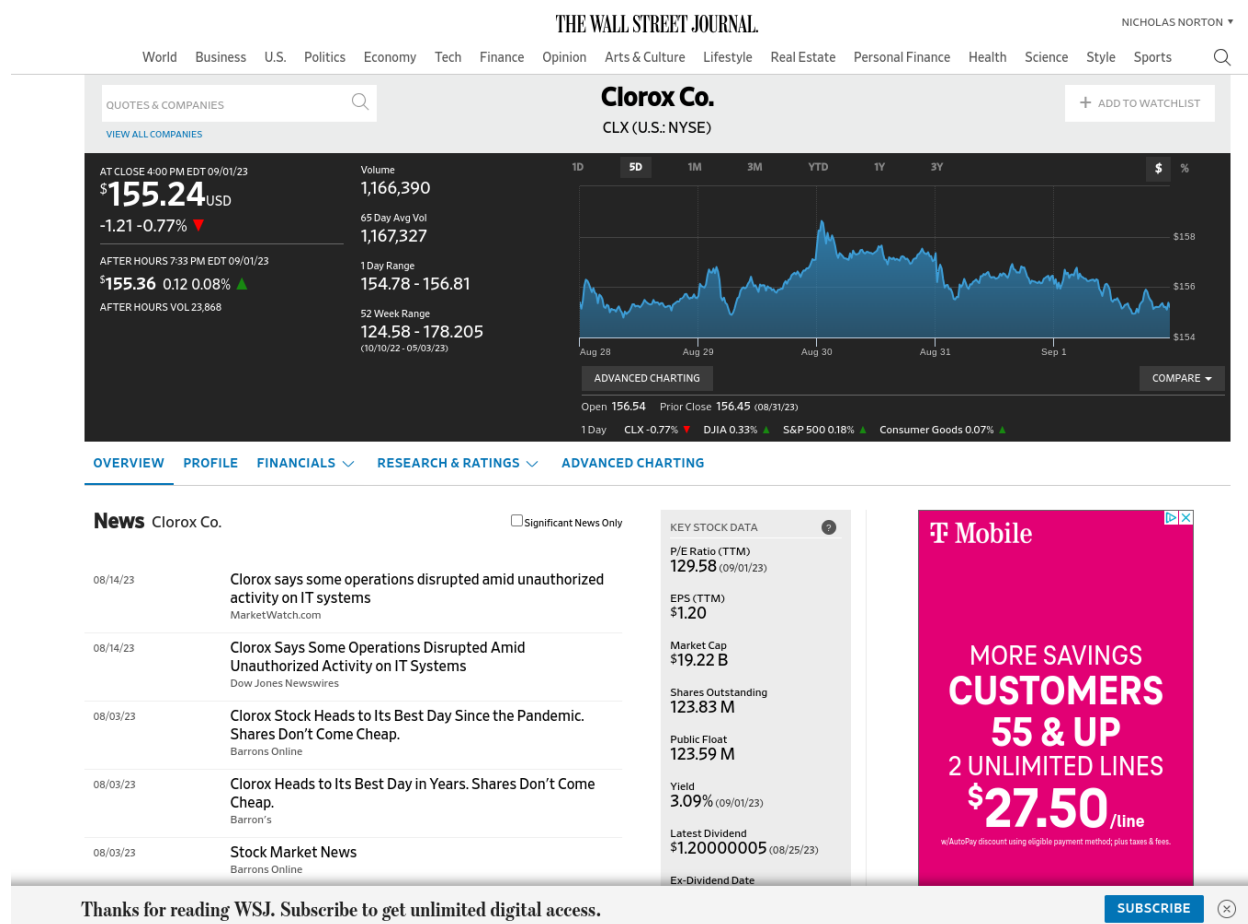 THE WALL STREET JOURNAL.
NICHOLAS NORTON
World Business U.S. Politics Economy Tech Finance Opinion Arts & Culture Lifestyle Real Estate Personal Finance Health Science Style Sports
QUOTES & COMPANIES
VIEW ALL COMPANIES
Clorox Co.
CLX (U.S.: NYSE)
+ ADD TO WATCHLIST
AT CLOSE 4:00 PM EDT 09/01/23
$155.24 USD
-1.21 -0.77%
AFTER HOURS 7:33 PM EDT 09/01/23
$155.36 0.12 0.08%
AFTER HOURS VOL 23,868
Volume
1,166,390
65 Day Avg Vol
1,167,327
1 Day Range
154.78 - 156.81
52 Week Range
124.58 - 178.205
(10/10/22 - 05/03/23)
1D 5D 1M 3M YTD 1Y 3Y $ %
$158
$156
$154
Aug 28 Aug 29 Aug 30 Aug 31 Sep 1
ADVANCED CHARTING
COMPARE
Open 156.54 Prior Close 156.45 (08/31/23)
1 Day CLX -0.77% DJIA 0.33% S&P 500 0.18% Consumer Goods 0.07%
OVERVIEW PROFILE FINANCIALS RESEARCH & RATINGS ADVANCED CHARTING
News Clorox Co.
Significant News Only
08/14/23
Clorox says some operations disrupted amid unauthorized
activity on IT systems
MarketWatch.com
08/14/23
Clorox Says Some Operations Disrupted Amid
Unauthorized Activity on IT Systems
Dow Jones Newswires
08/03/23
Clorox Stock Heads to Its Best Day Since the Pandemic.
Shares Don't Come Cheap.
Barrons Online
08/03/23
Clorox Heads to Its Best Day in Years. Shares Don't Come
Cheap.
Barron's
08/03/23
Stock Market News
Barrons Online
KEY STOCK DATA ?
P/E Ratio (TTM)
129.58 (09/01/23)
EPS (TTM)
$1.20
Market Cap
$19.22 B
Shares Outstanding
123.83 M
Public Float
123.59 M
Yield
3.09% (09/01/23)
Latest Dividend
$1.20000005 (08/25/23)
Ex-Dividend Date
T Mobile
MORE SAVINGS
CUSTOMERS
55 & UP
2 UNLIMITED LINES
$27.50/line
w/AutoPay discount using eligible payment method; plus taxes & fees.
Thanks for reading WSJ. Subscribe to get unlimited digital access.
SUBSCRIBE